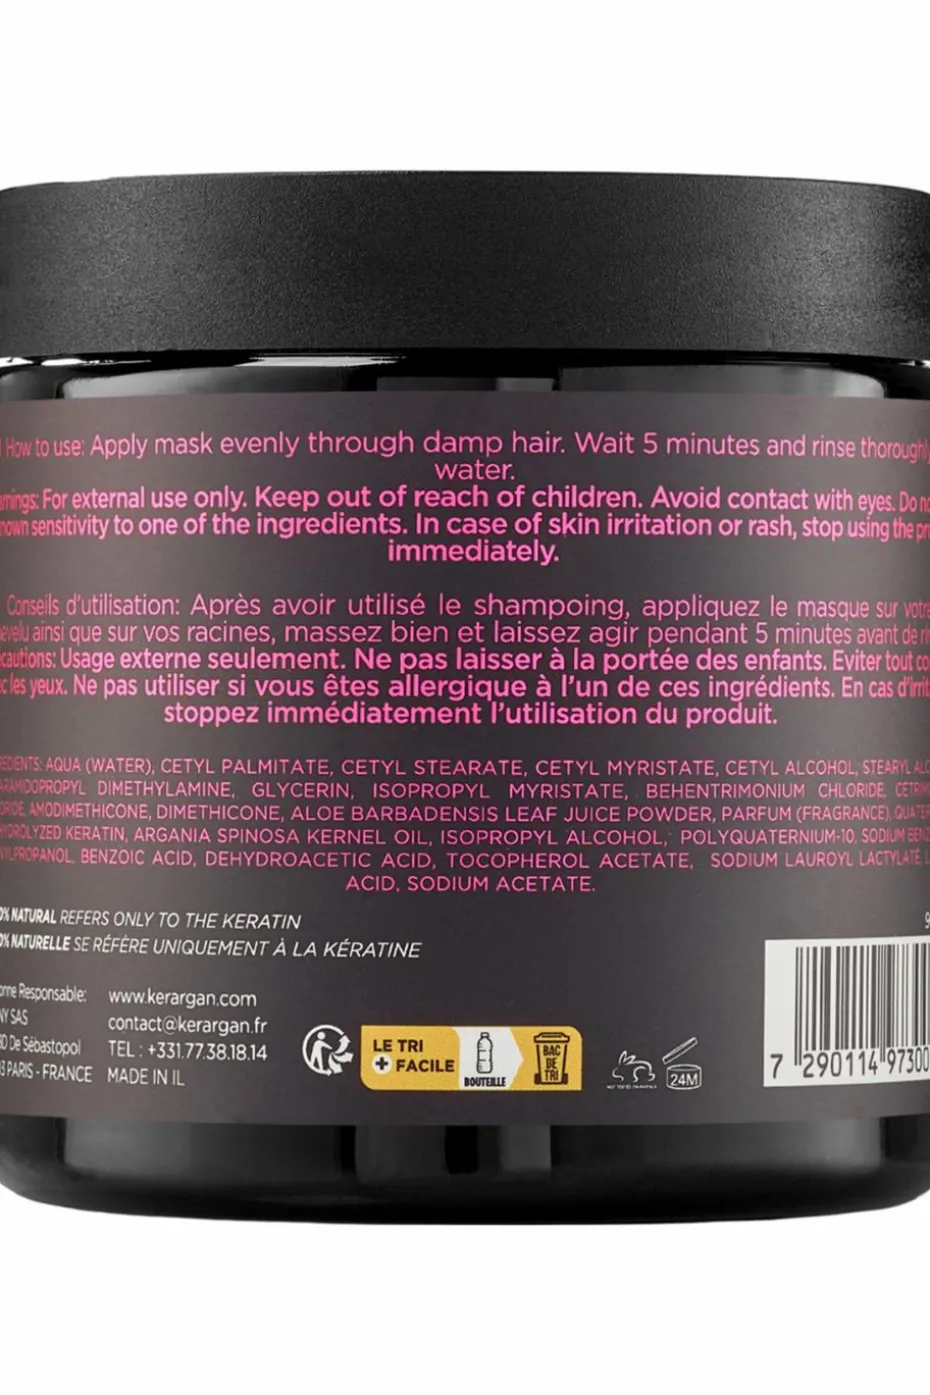 How to use: Apply mask evenly through damp hair. Wait 5 minutes and rinse thoroughly
water.
For external use only. Keep out of reach of children. Avoid contact with eyes. Do
sensitivity to one of the ingredients. In case of skin irritation or rash, stop using the
immediately.
Conseils d'utilisation: Après avoir utilisé le shampoing, appliquez le masque sur
ainsi que sur vos racines, massez bien et laissez agir pendant 5 minutes avant de
Usage externe seulement. Ne pas laisser à la portée des enfants. Eviter tout
les yeux. Ne pas utiliser si vous êtes allergique à l'un de ces ingrédients. En cas
stoppez immédiatement l'utilisation du produit.
AQUA (WATER), CETYL PALMITATE, CETYL STEARATE, CETYL MYRISTATE, CETYL ALCOHOL, STEARYL
DIMETHYLAMINE, GLYCERIN, ISOPROPYL MYRISTATE, BEHENTRIMONIUM CHLORIDE,
AMODIMETHICONE, DIMETHICONE, ALOE BARBADENSIS LEAF JUICE POWDER, PARFUM (FRAGRANCE),
KERATIN, ARGANIA SPINOSA KERNEL OIL, ISOPROPYL ALCOHOL, POLYQUATERNIUM-10, SODIUM
BENZOIC ACID, DEHYDROACETIC ACID, TOCOPHEROL ACETATE, SODIUM LAUROYL LACTYLATE,
ACID, SODIUM ACETATE.
NATURAL REFERS ONLY TO THE KERATIN
NATURELLE SE RÉFÈRE UNIQUEMENT À LA KÉRATINE
Responsable:
SAS
De Sébastopol
PARIS - FRANCE
www.kerargan.com
contact@kerargan.fr
TEL : +331.77.38.18.14
MADE IN IL
LE TRI
+ FACILE
BOUTEILLE
BAC
DE
TRI
24M
7 290114 97300